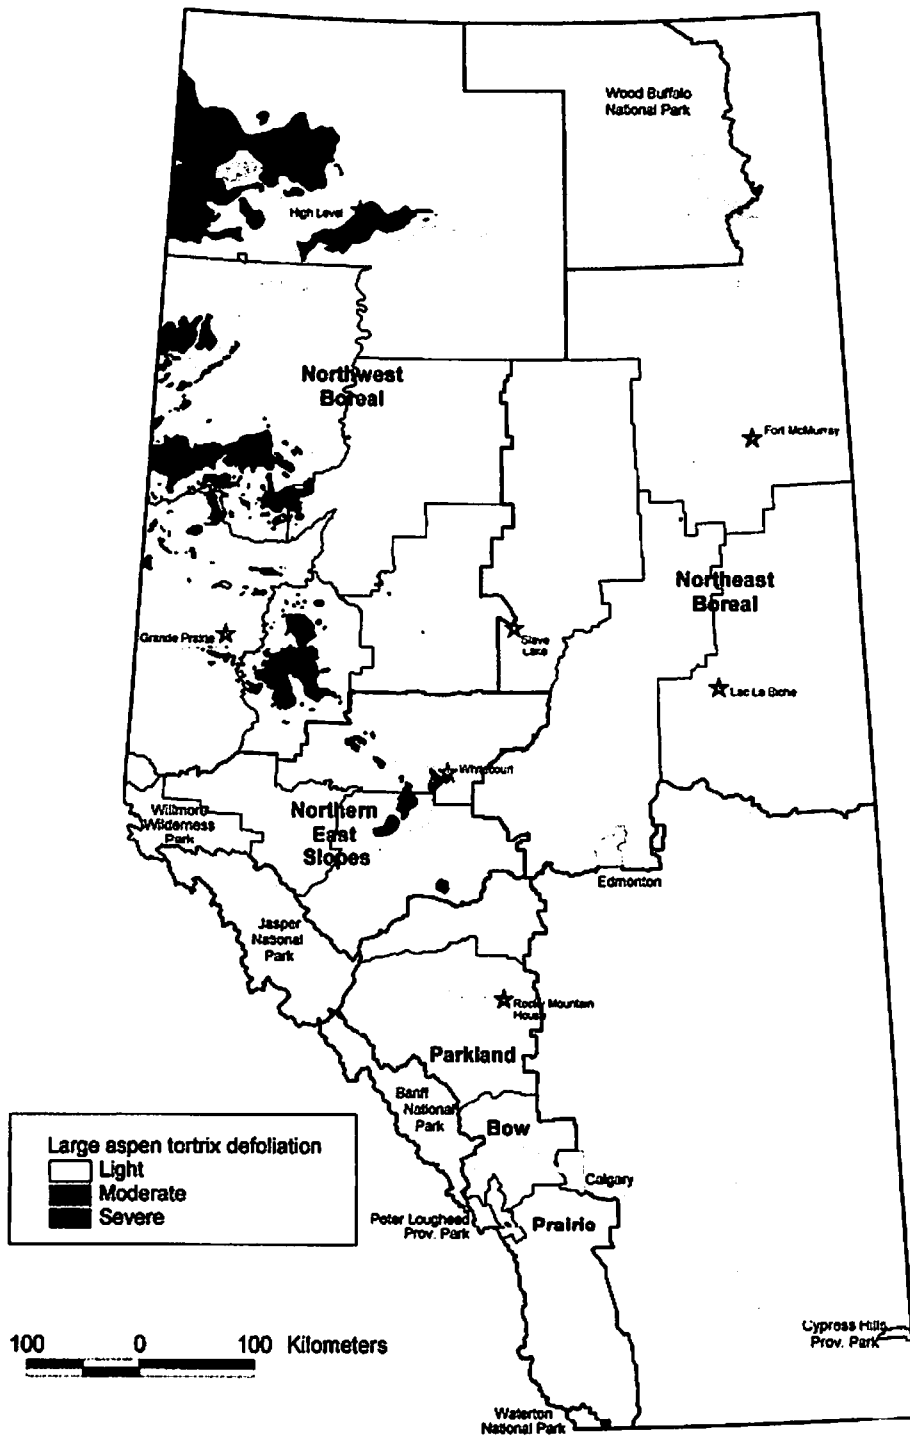 Wood Buffalo
National Park
High Level
Northwest
Boreal
Fort McMurray
Northeast
Boreal
Grande Prairie
Slave
Lake
Lac La Biche
Whitecourt
Willmore
Wilderness
Park
Northern
East
Slopes
Edmonton
Jasper
National
Park
Rocky Mountain
House
Parkland
Banff
National
Park
Bow
Large aspen tortrix defoliation
Light
Moderate
Severe
Calgary
Peter Lougheed
Prov. Park
Prairie
Cypress Hills
Prov. Park
100 0 100 Kilometers
Waterton
National Park